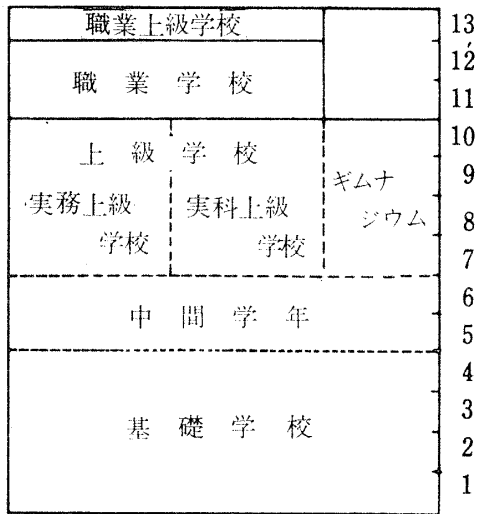 職業上級学校
職業学校
上級学校
実務上級
学校
実科上級
学校
ギムナ
ジウム
中間学年
基礎学校
13
12
11
10
9
8
7
6
5
4
3
2
1